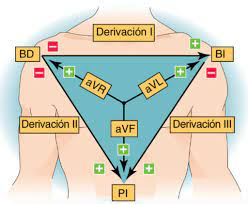 Derivación I
BD
BI
aVR
aVL
Derivación II
Derivación III
aVF
PI